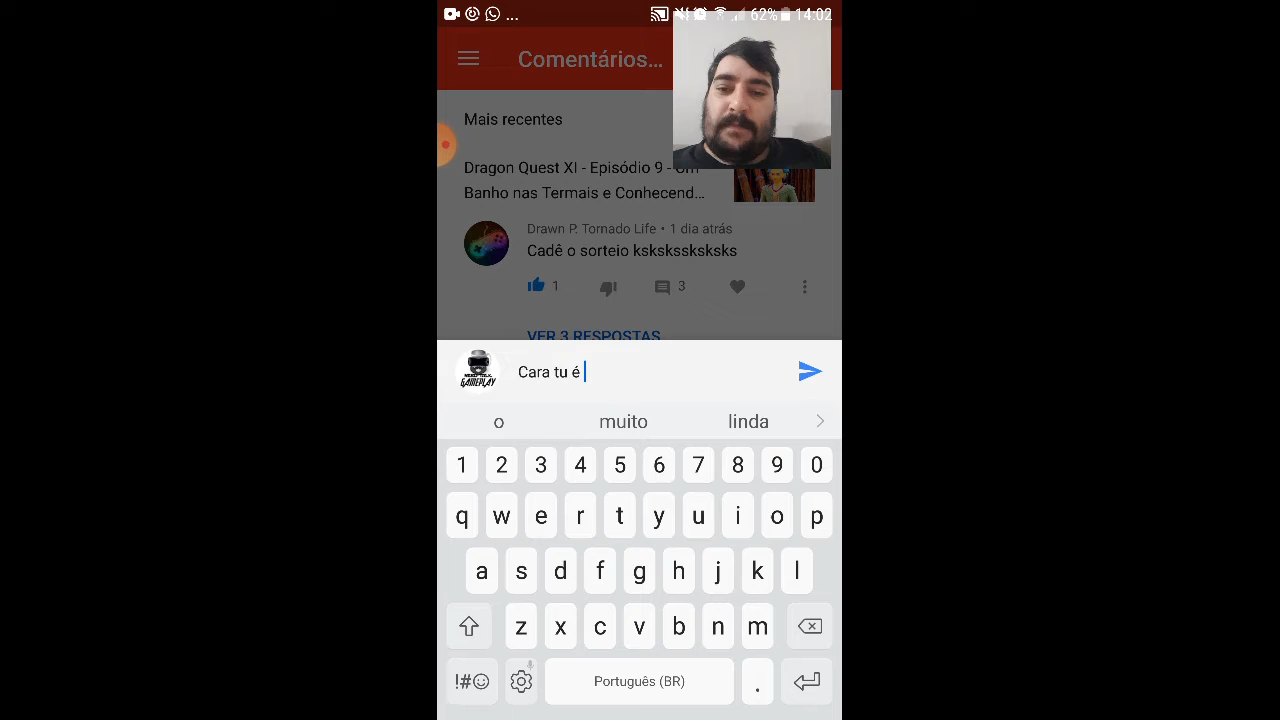 ... 62% 14:02
Comentários...
Mais recentes
Dragon Quest XI - Episódio 9 - Um
Banho nas Termais e Conhecend...
Drawn P. Tornado Life • 1 dia atrás
Cadê o sorteio ksksksskskskS
1 3
VER 3 RESPOSTAS
GAMEPLAY
Cara tu é
o muito linda
1 2 3 4 5 6 7 8 9 0
q w e r t y u i o p
a s d f g h j k l
z x c v b n m
!#☺ Português (BR) .